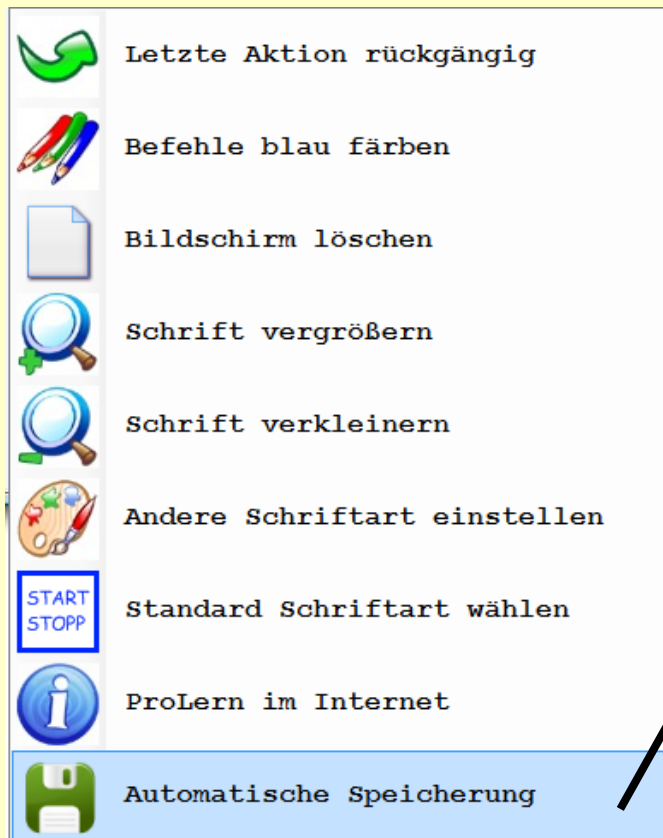 Letzte Aktion rückgängig
Befehle blau färben
Bildschirm löschen
Schrift vergrößern
Schrift verkleinern
Andere Schriftart einstellen
START
STOPP
Standard Schriftart wählen
i
ProLern im Internet
Automatische Speicherung